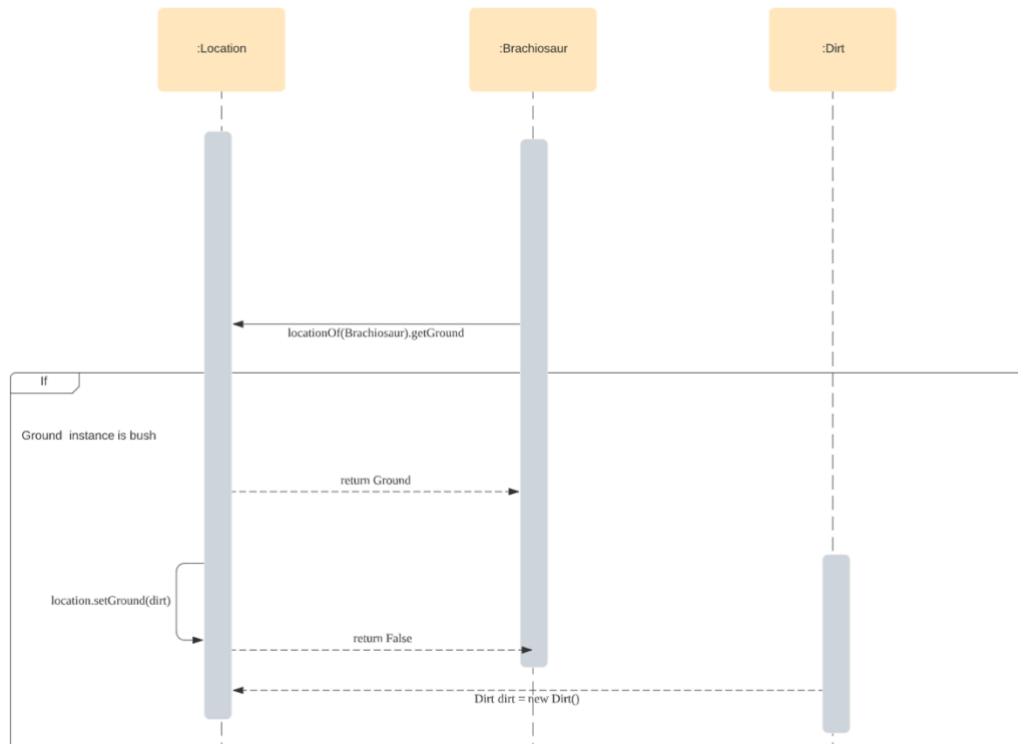 :Location
:Brachiosaur
:Dirt
locationOf(Brachiosaur).getGround
If
Ground instance is bush
return Ground
location.setGround(dirt)
return False
Dirt dirt = new Dirt()